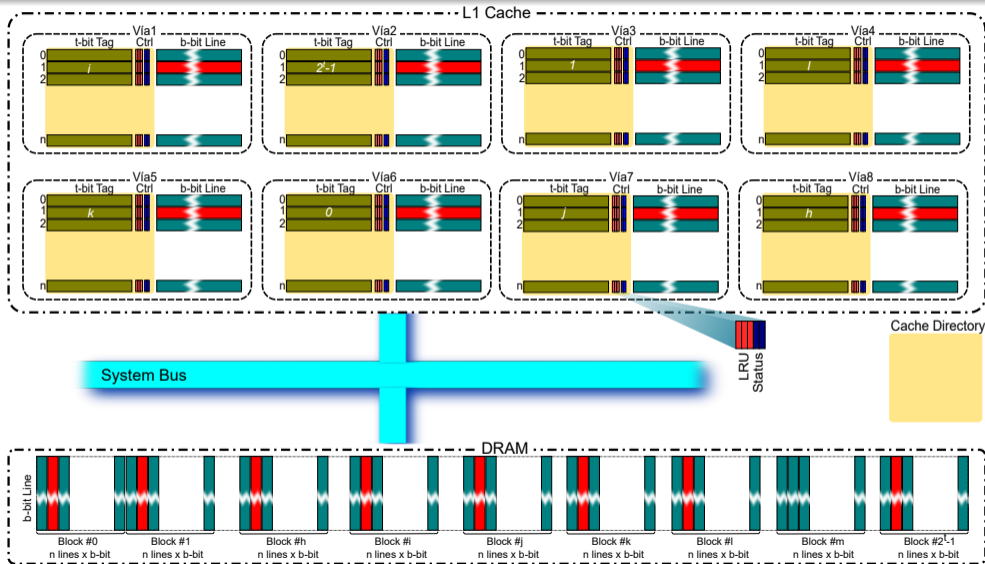 L1 Cache
Vía1
t-bit Tag Ctrl b-bit Line
0
1 i
2
n
Vía2
t-bit Tag Ctrl b-bit Line
0
1 2^t-1
2
n
Vía3
t-bit Tag Ctrl b-bit Line
0
1 1
2
n
Vía4
t-bit Tag Ctrl b-bit Line
0
1 l
2
n
Vía5
t-bit Tag Ctrl b-bit Line
0
1 k
2
n
Vía6
t-bit Tag Ctrl b-bit Line
0
1 0
2
n
Vía7
t-bit Tag Ctrl b-bit Line
0
1 j
2
n
Vía8
t-bit Tag Ctrl b-bit Line
0
1 h
2
n
LRU
Status
Cache Directory
System Bus
DRAM
b-bit Line
Block #0
n lines x b-bit
Block #1
n lines x b-bit
Block #h
n lines x b-bit
Block #i
n lines x b-bit
Block #j
n lines x b-bit
Block #k
n lines x b-bit
Block #l
n lines x b-bit
Block #m
n lines x b-bit
Block #2^t-1
n lines x b-bit